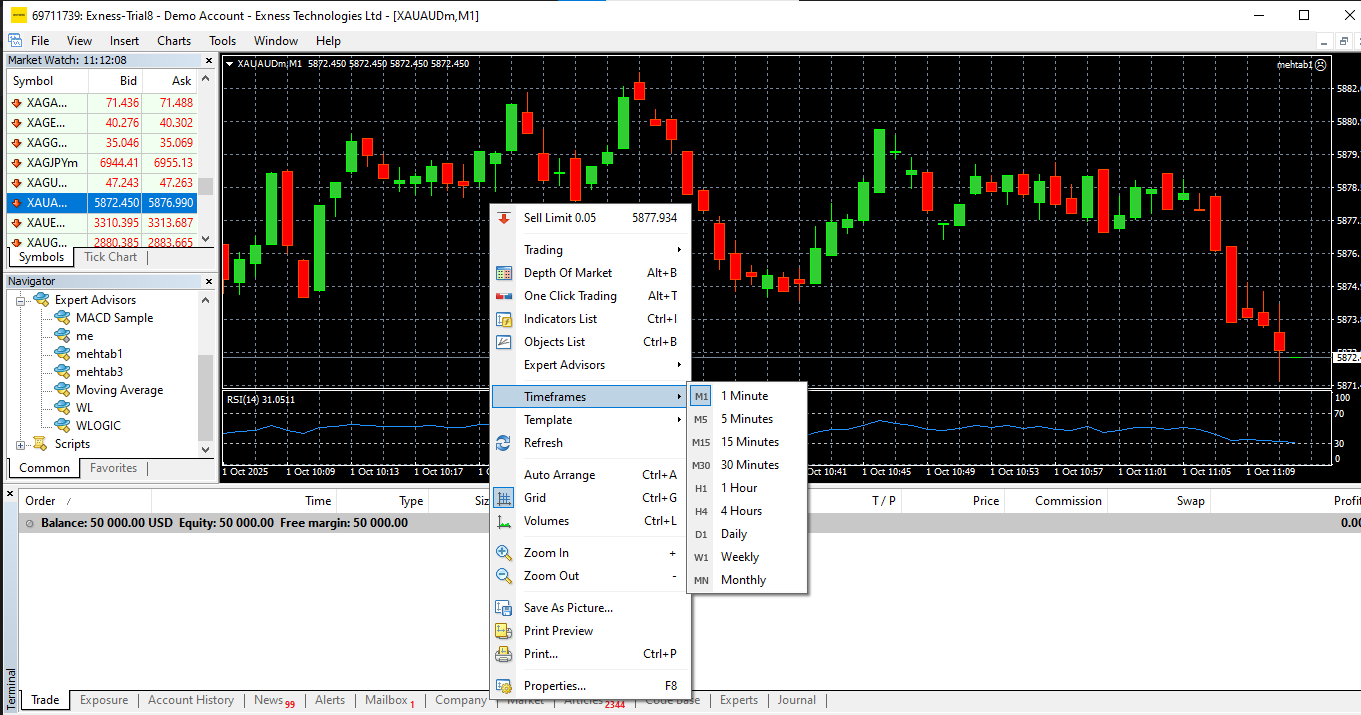 69711739: Exness-Trial8 - Demo Account - Exness Technologies Ltd - [XAUAUDm,M1]
File View Insert Charts Tools Window Help
Market Watch: 11:12:08
Symbol Bid Ask
XAGA... 71.436 71.488
XAGE... 40.276 40.302
XAGG... 35.046 35.069
XAGJPYm 6944.41 6955.13
XAGU... 47.243 47.263
XAUA... 5872.450 5876.990
XAUE... 3310.395 3313.687
XAUG... 2880.385 2883.665
Symbols Tick Chart
Navigator
Expert Advisors
MACD Sample
me
mehtab1
mehtab3
Moving Average
WL
WLOGIC
Scripts
Common Favorites
XAUAUDm,M1 5872.450 5872.450 5872.450 5872.450
mehtab1
5882.
5880.
5879.
5878.
5877.
5876.
5874.
5873.
5872.
5871.
RSI(14) 31.0511
100
70
30
0
1 Oct 2025 1 Oct 10:09 1 Oct 10:13 1 Oct 10:17 10:41 1 Oct 10:45 1 Oct 10:49 1 Oct 10:53 1 Oct 10:57 1 Oct 11:01 1 Oct 11:05 1 Oct 11:09
Sell Limit 0.05 5877.934
Trading
Depth Of Market Alt+B
One Click Trading Alt+T
Indicators List Ctrl+I
Objects List Ctrl+B
Expert Advisors
Timeframes
Template
Refresh
Auto Arrange Ctrl+A
Grid Ctrl+G
Volumes Ctrl+L
Zoom In +
Zoom Out -
Save As Picture...
Print Preview
Print... Ctrl+P
Properties... F8
M1 1 Minute
M5 5 Minutes
M15 15 Minutes
M30 30 Minutes
H1 1 Hour
H4 4 Hours
D1 Daily
W1 Weekly
MN Monthly
Order / Time Type T / P Price Commission Swap Profit
Balance: 50 000.00 USD Equity: 50 000.00 Free margin: 50 000.00 0.00
Terminal
Trade Exposure Account History News 99 Alerts Mailbox 1 Company Market Articles 2344 Code Base Experts Journal